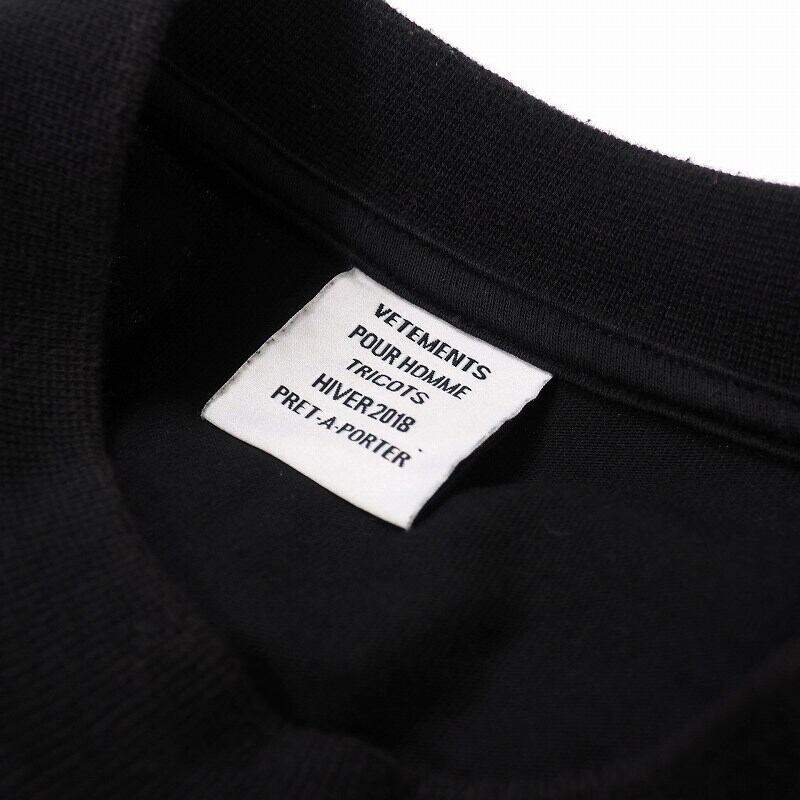 VETEMENTS
POUR HOMME
TRICOTS
HIVER 2018
PRET-A-PORTER